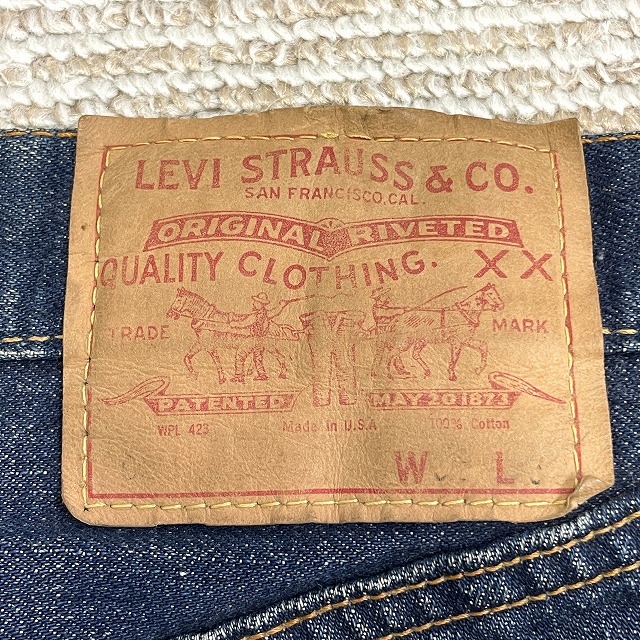 LEVI STRAUSS & CO.
SAN FRANCISCO, CAL.
ORIGINAL RIVETED
QUALITY CLOTHING. XX
TRADE MARK
PATENTED MAY 20 1873
WPL 423 Made in U.S.A 100% Cotton
W L